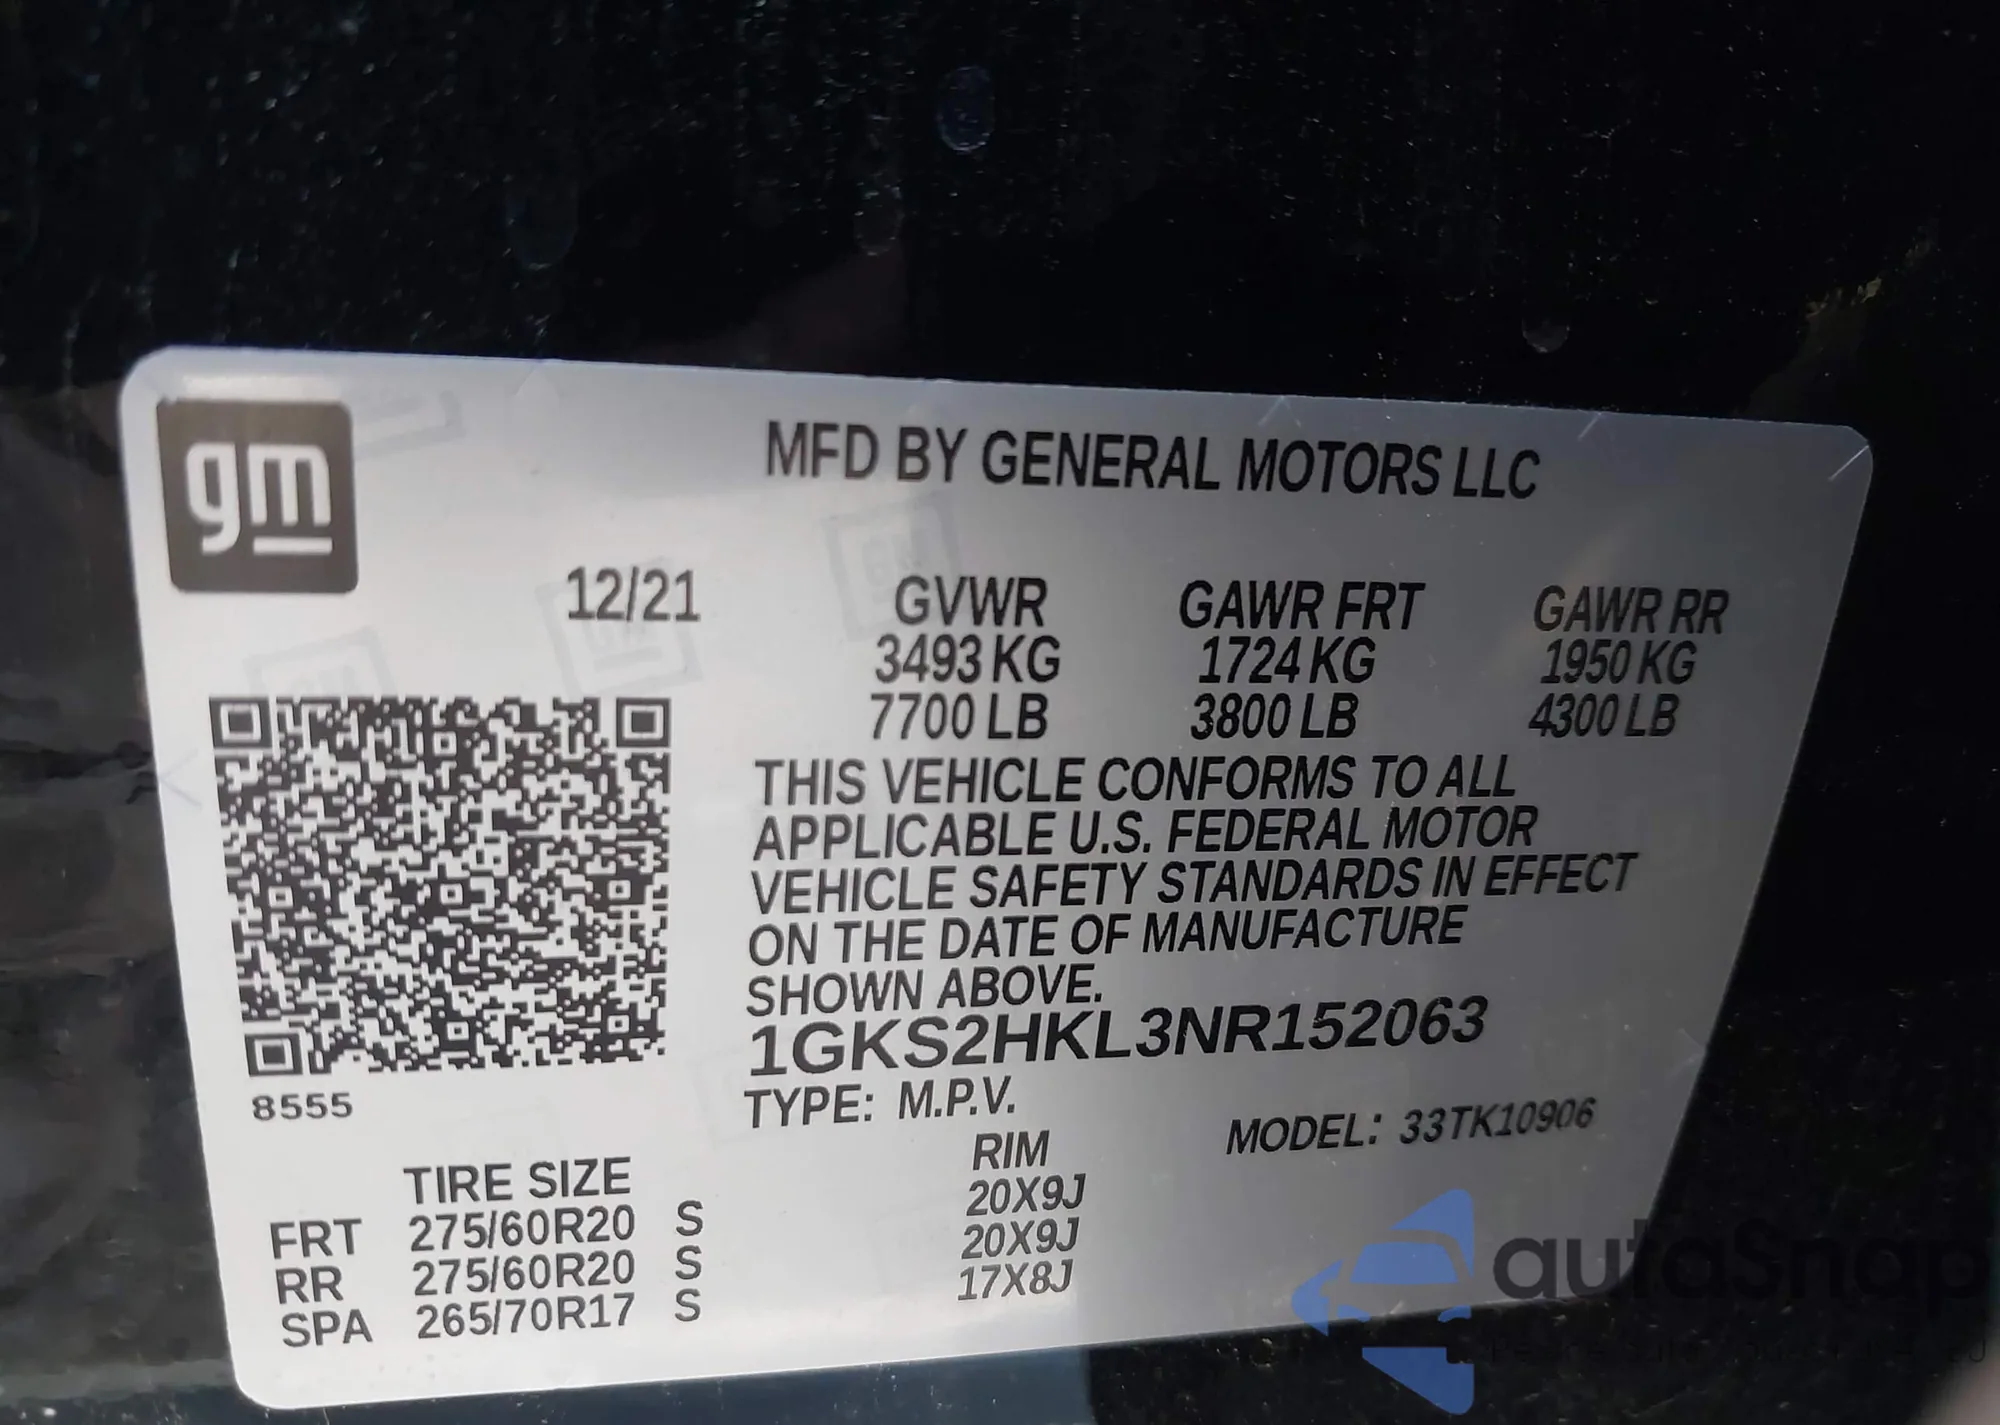 gm
MFD BY GENERAL MOTORS LLC
12/21 GVWR GAWR FRT GAWR RR
3493 KG 1724 KG 1950 KG
7700 LB 3800 LB 4300 LB
THIS VEHICLE CONFORMS TO ALL
APPLICABLE U.S. FEDERAL MOTOR
VEHICLE SAFETY STANDARDS IN EFFECT
ON THE DATE OF MANUFACTURE
SHOWN ABOVE.
1GKS2HKL3NR152063
8555
TYPE: M.P.V. MODEL: 33TK10906
TIRE SIZE RIM
FRT 275/60R20 S 20X9J
RR 275/60R20 S 20X9J
SPA 265/70R17 S 17X8J
autoSnap